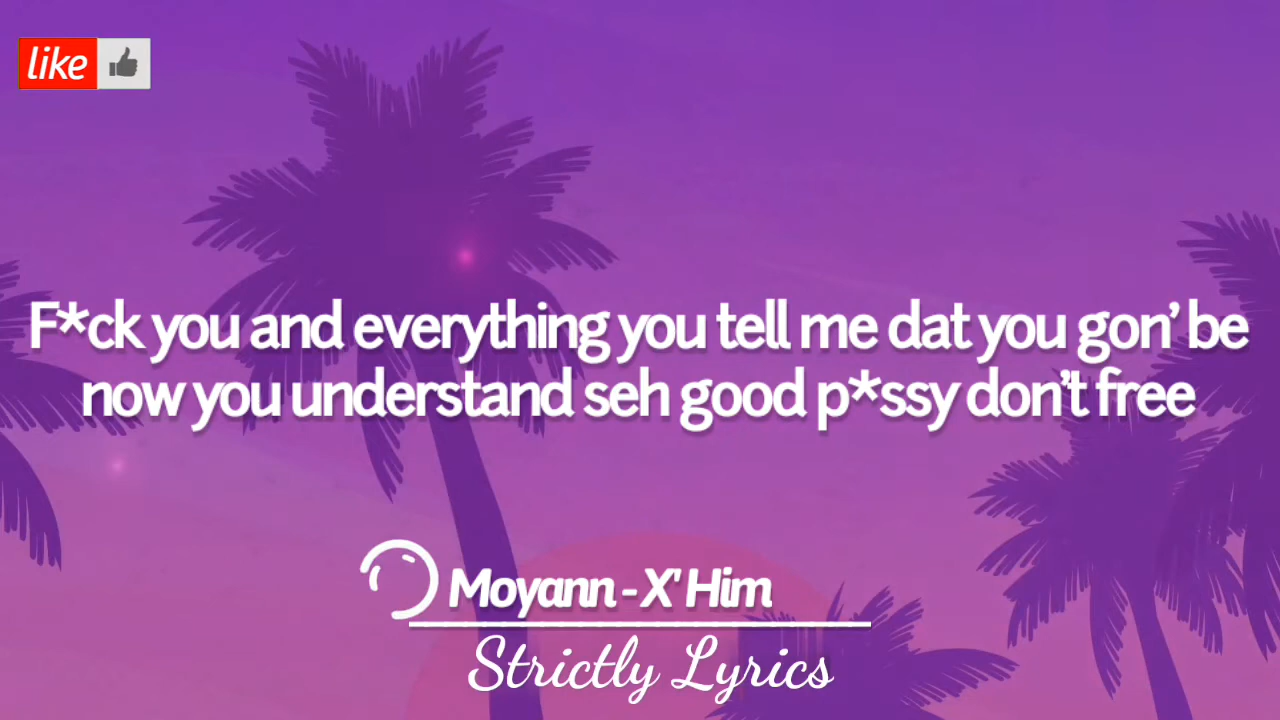 like
F*ck you and everything you tell me dat you gon' be
now you understand seh good p*ssy don't free
Moyann - X' Him
Strictly Lyrics